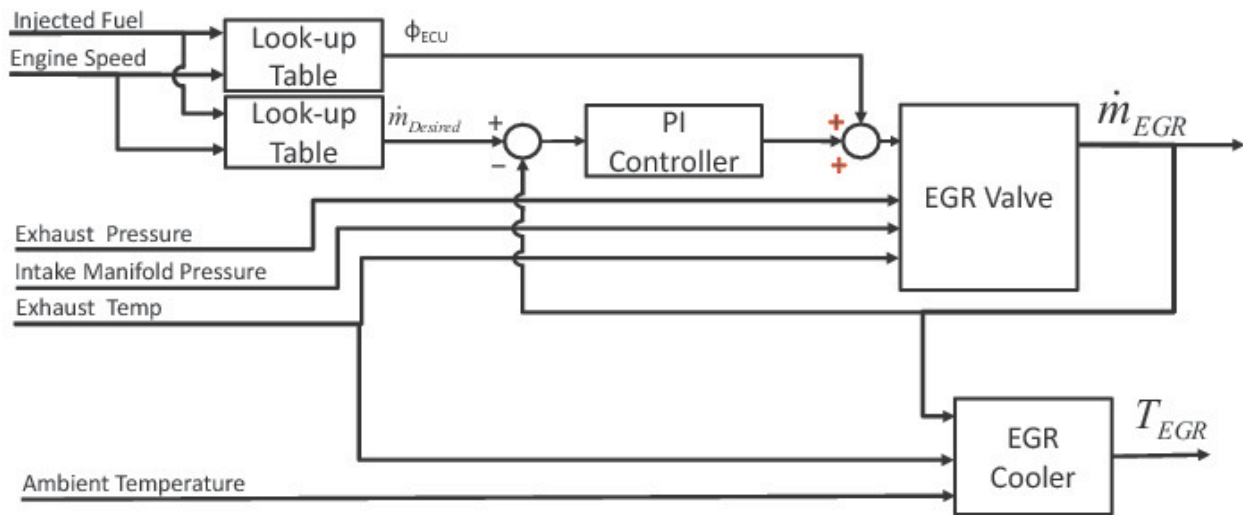 Injected Fuel
Engine Speed
Look-up
Table
ϕECU
Look-up
Table
ṁDesired
+
−
PI
Controller
+
+
EGR Valve
ṁEGR
Exhaust Pressure
Intake Manifold Pressure
Exhaust Temp
EGR
Cooler
TEGR
Ambient Temperature